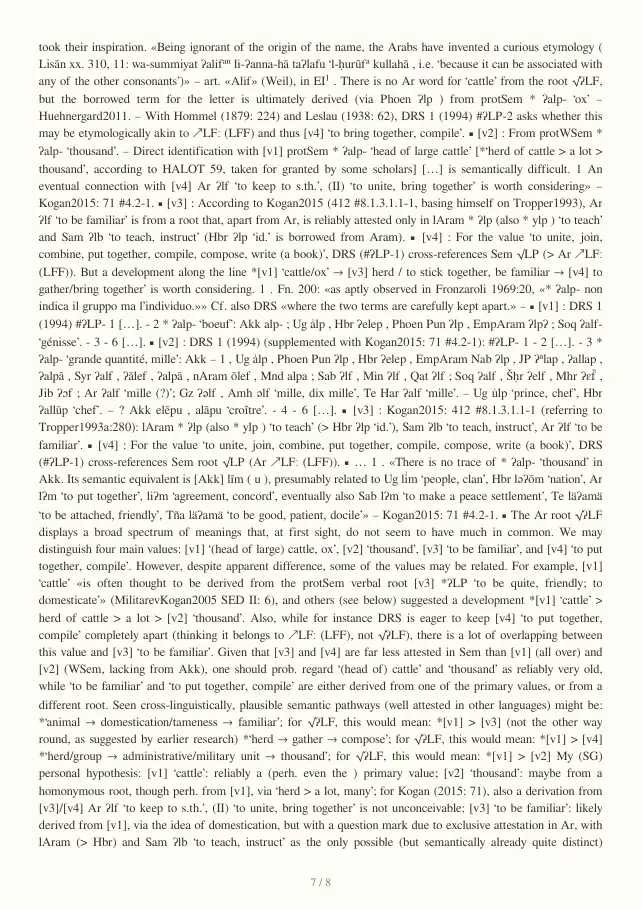 took their inspiration. «Being ignorant of the origin of the name, the Arabs have invented a curious etymology (
Lisān xx. 310, 11: wa-summiyat ʔalifᵃⁿ li-ʔanna-hā taʔlafu ‘l-ḥurūfᵃ kullahā , i.e. ‘because it can be associated with
any of the other consonants’)» – art. «Alif» (Weil), in EI¹ . There is no Ar word for ‘cattle’ from the root √ʔLF,
but the borrowed term for the letter is ultimately derived (via Phoen ʔlp ) from protSem * ʔalp- ‘ox’ –
Huehnergard2011. – With Hommel (1879: 224) and Leslau (1938: 62), DRS 1 (1994) #ʔLP-2 asks whether this
may be etymologically akin to ↗LF: (LFF) and thus [v4] ‘to bring together, compile’. ▪ [v2] : From protWSem *
ʔalp- ‘thousand’. – Direct identification with [v1] protSem * ʔalp- ‘head of large cattle’ [*‘herd of cattle > a lot >
thousand’, according to HALOT 59, taken for granted by some scholars] […] is semantically difficult. 1 An
eventual connection with [v4] Ar ʔlf ‘to keep to s.th.’, (II) ‘to unite, bring together’ is worth considering» –
Kogan2015: 71 #4.2-1. ▪ [v3] : According to Kogan2015 (412 #8.1.3.1.1-1, basing himself on Tropper1993), Ar
ʔlf ‘to be familiar’ is from a root that, apart from Ar, is reliably attested only in lAram * ʔlp (also * ylp ) ‘to teach’
and Sam ʔlb ‘to teach, instruct’ (Hbr ʔlp ‘id.’ is borrowed from Aram). ▪ [v4] : For the value ‘to unite, join,
combine, put together, compile, compose, write (a book)’, DRS (#ʔLP-1) cross-references Sem √LP (> Ar ↗LF:
(LFF)). But a development along the line *[v1] ‘cattle/ox’ → [v3] herd / to stick together, be familiar → [v4] to
gather/bring together’ is worth considering. 1 . Fn. 200: «as aptly observed in Fronzaroli 1969:20, «* ʔalp- non
indica il gruppo ma l’individuo.»» Cf. also DRS «where the two terms are carefully kept apart.» – ▪ [v1] : DRS 1
(1994) #ʔLP- 1 […]. - 2 * ʔalp- ‘boeuf’: Akk alp- ; Ug ảlp , Hbr ʔelep , Phoen Pun ʔlp , EmpAram ʔlpʔ ; Soq ʔalf-
‘génisse’. - 3 - 6 […]. ▪ [v2] : DRS 1 (1994) (supplemented with Kogan2015: 71 #4.2-1): #ʔLP- 1 - 2 […]. - 3 *
ʔalp- ‘grande quantité, mille’: Akk – 1 , Ug ảlp , Phoen Pun ʔlp , Hbr ʔelep , EmpAram Nab ʔlp , JP ʔᵃlap , ʔallap ,
ʔalpā , Syr ʔalf , ʔālef , ʔalpā , nAram ōlef , Mnd alpa ; Sab ʔlf , Min ʔlf , Qat ʔlf ; Soq ʔalf , Śḥr ʔelf , Mhr
Jib ʔɔf ; Ar ʔalf ‘mille (?)’; Gz ʔəlf , Amh əlf ‘mille, dix mille’, Te Har ʔalf ‘mille’. – Ug ủlp ‘prince, chef’, Hbr
ʔallūp ‘chef’. – ? Akk elēpu , alāpu ‘croître’. - 4 - 6 […]. ▪ [v3] : Kogan2015: 412 #8.1.3.1.1-1 (referring to
Tropper1993a:280): lAram * ʔlp (also * ylp ) ‘to teach’ (> Hbr ʔlp ‘id.’), Sam ʔlb ‘to teach, instruct’, Ar ʔlf ‘to be
familiar’. ▪ [v4] : For the value ‘to unite, join, combine, put together, compile, compose, write (a book)’, DRS
(#ʔLP-1) cross-references Sem root √LP (Ar ↗LF: (LFF)). ▪ … 1 . «There is no trace of * ʔalp- ‘thousand’ in
Akk. Its semantic equivalent is [Akk] līm ( u ), presumably related to Ug lỉm ‘people, clan’, Hbr ləʔōm ‘nation’, Ar
lʔm ‘to put together’, liʔm ‘agreement, concord’, eventually also Sab lʔm ‘to make a peace settlement’, Te läʔamä
‘to be attached, friendly’, Tña läʔamä ‘to be good, patient, docile’» – Kogan2015: 71 #4.2-1. ▪ The Ar root √ʔLF
displays a broad spectrum of meanings that, at first sight, do not seem to have much in common. We may
distinguish four main values: [v1] ‘(head of large) cattle, ox’, [v2] ‘thousand’, [v3] ‘to be familiar’, and [v4] ‘to put
together, compile’. However, despite apparent difference, some of the values may be related. For example, [v1]
‘cattle’ «is often thought to be derived from the protSem verbal root [v3] *ʔLP ‘to be quite, friendly; to
domesticate’» (MilitarevKogan2005 SED II: 6), and others (see below) suggested a development *[v1] ‘cattle’ >
herd of cattle > a lot > [v2] ‘thousand’. Also, while for instance DRS is eager to keep [v4] ‘to put together,
compile’ completely apart (thinking it belongs to ↗LF: (LFF), not √ʔLF), there is a lot of overlapping between
this value and [v3] ‘to be familiar’. Given that [v3] and [v4] are far less attested in Sem than [v1] (all over) and
[v2] (WSem, lacking from Akk), one should prob. regard ‘(head of) cattle’ and ‘thousand’ as reliably very old,
while ‘to be familiar’ and ‘to put together, compile’ are either derived from one of the primary values, or from a
different root. Seen cross-linguistically, plausible semantic pathways (well attested in other languages) might be:
*‘animal → domestication/tameness → familiar’; for √ʔLF, this would mean: *[v1] > [v3] (not the other way
round, as suggested by earlier research) *‘herd → gather → compose’; for √ʔLF, this would mean: *[v1] > [v4]
*‘herd/group → administrative/military unit → thousand’; for √ʔLF, this would mean: *[v1] > [v2] My (SG)
personal hypothesis: [v1] ‘cattle’: reliably a (perh. even the ) primary value; [v2] ‘thousand’: maybe from a
homonymous root, though perh. from [v1], via ‘herd > a lot, many’; for Kogan (2015: 71), also a derivation from
[v3]/[v4] Ar ʔlf ‘to keep to s.th.’, (II) ‘to unite, bring together’ is not unconceivable; [v3] ‘to be familiar’: likely
derived from [v1], via the idea of domestication, but with a question mark due to exclusive attestation in Ar, with
lAram (> Hbr) and Sam ʔlb ‘to teach, instruct’ as the only possible (but semantically already quite distinct)
7 / 8